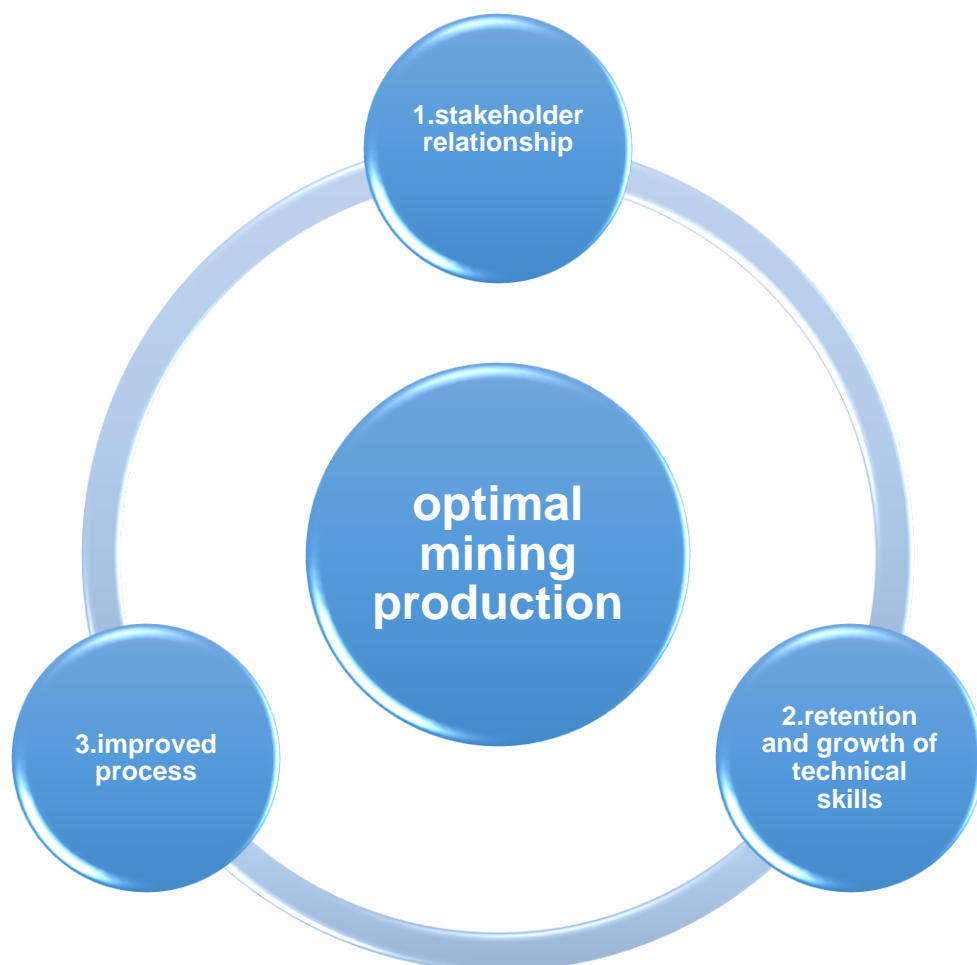 1.stakeholder
relationship
optimal
mining
production
2.retention
and growth of
technical
skills
3.improved
process